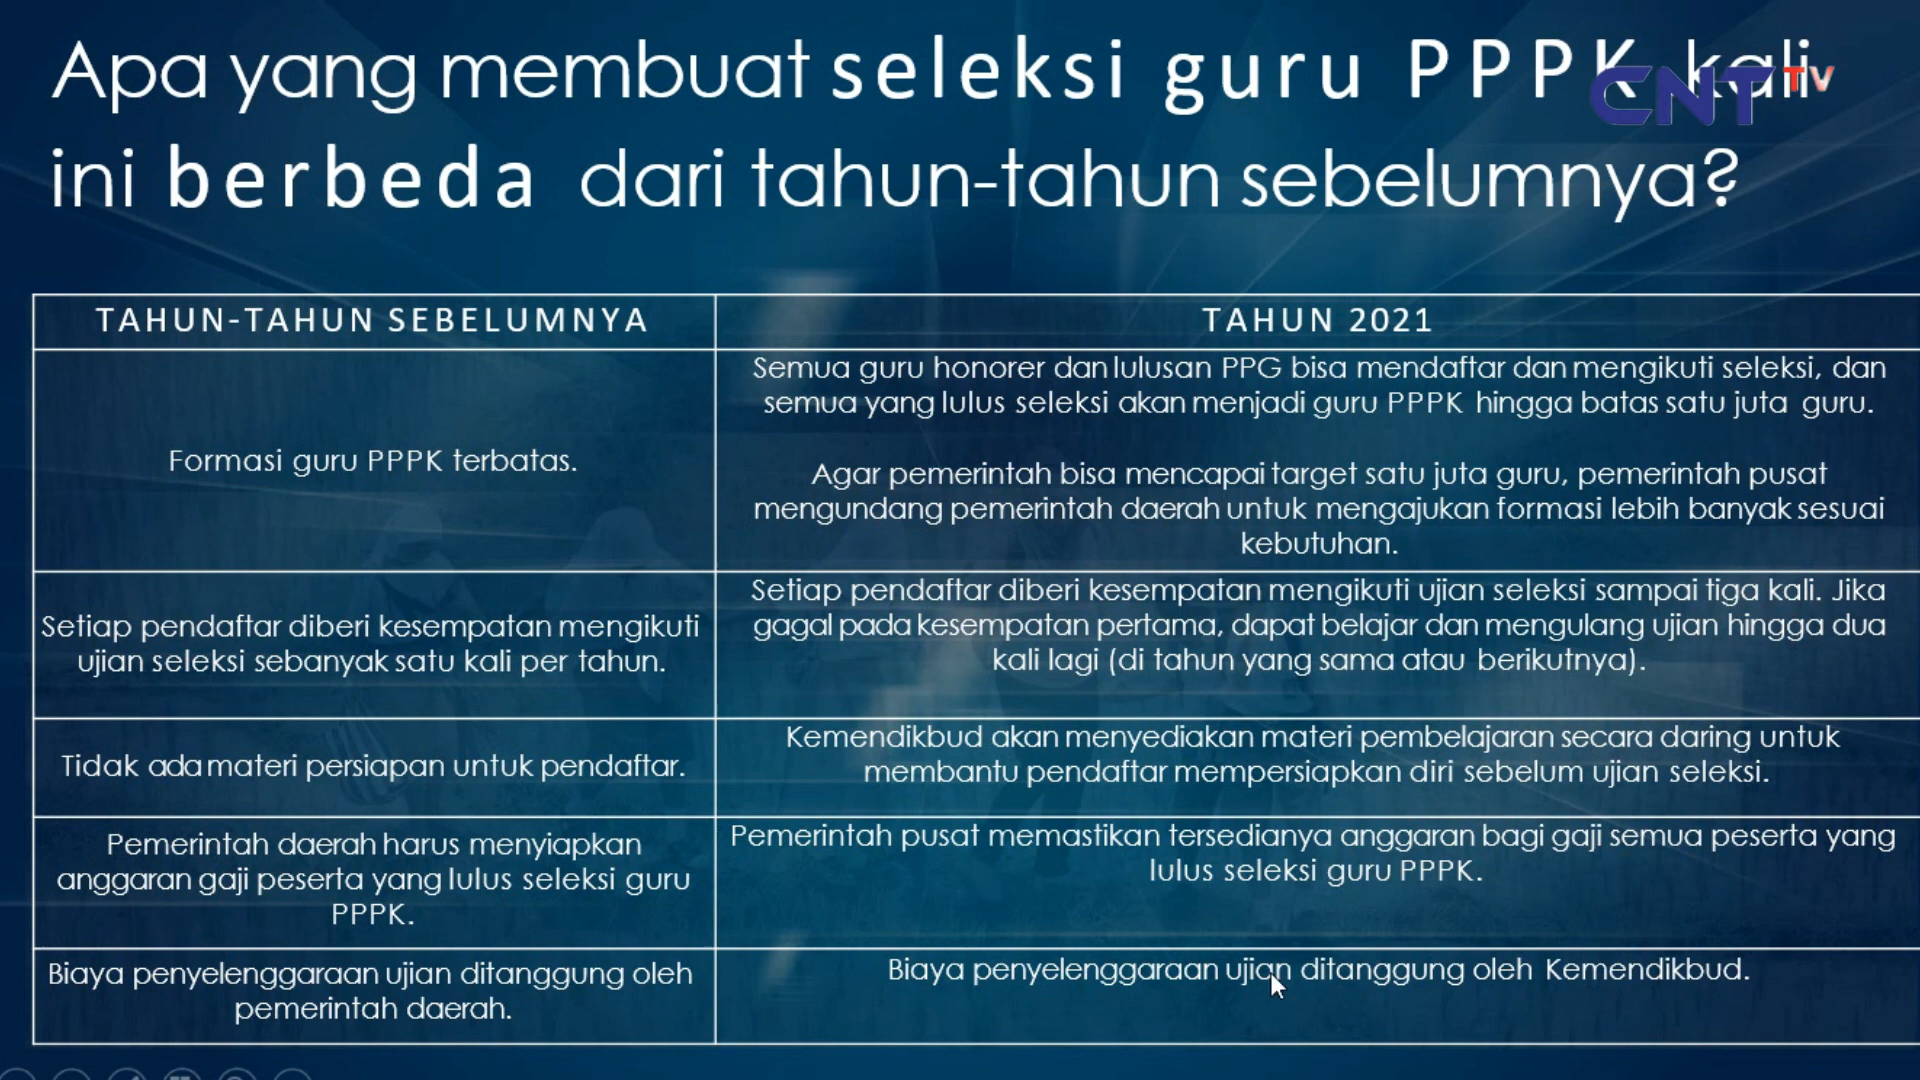 Apa yang membuat seleksi guru PPPK kali
CNT TV
ini berbeda dari tahun-tahun sebelumnya?
TAHUN-TAHUN SEBELUMNYA
TAHUN 2021
Formasi guru PPPK terbatas.
Semua guru honorer dan lulusan PPG bisa mendaftar dan mengikuti seleksi, dan
semua yang lulus seleksi akan menjadi guru PPPK hingga batas satu juta guru.
Agar pemerintah bisa mencapai target satu juta guru, pemerintah pusat
mengundang pemerintah daerah untuk mengajukan formasi lebih banyak sesuai
kebutuhan.
Setiap pendaftar diberi kesempatan mengikuti
ujian seleksi sebanyak satu kali per tahun.
Setiap pendaftar diberi kesempatan mengikuti ujian seleksi sampai tiga kali. Jika
gagal pada kesempatan pertama, dapat belajar dan mengulang ujian hingga dua
kali lagi (di tahun yang sama atau berikutnya).
Tidak ada materi persiapan untuk pendaftar.
Kemendikbud akan menyediakan materi pembelajaran secara daring untuk
membantu pendaftar mempersiapkan diri sebelum ujian seleksi.
Pemerintah daerah harus menyiapkan
anggaran gaji peserta yang lulus seleksi guru
PPPK.
Pemerintah pusat memastikan tersedianya anggaran bagi gaji semua peserta yang
lulus seleksi guru PPPK.
Biaya penyelenggaraan ujian ditanggung oleh
pemerintah daerah.
Biaya penyelenggaraan ujian ditanggung oleh Kemendikbud.